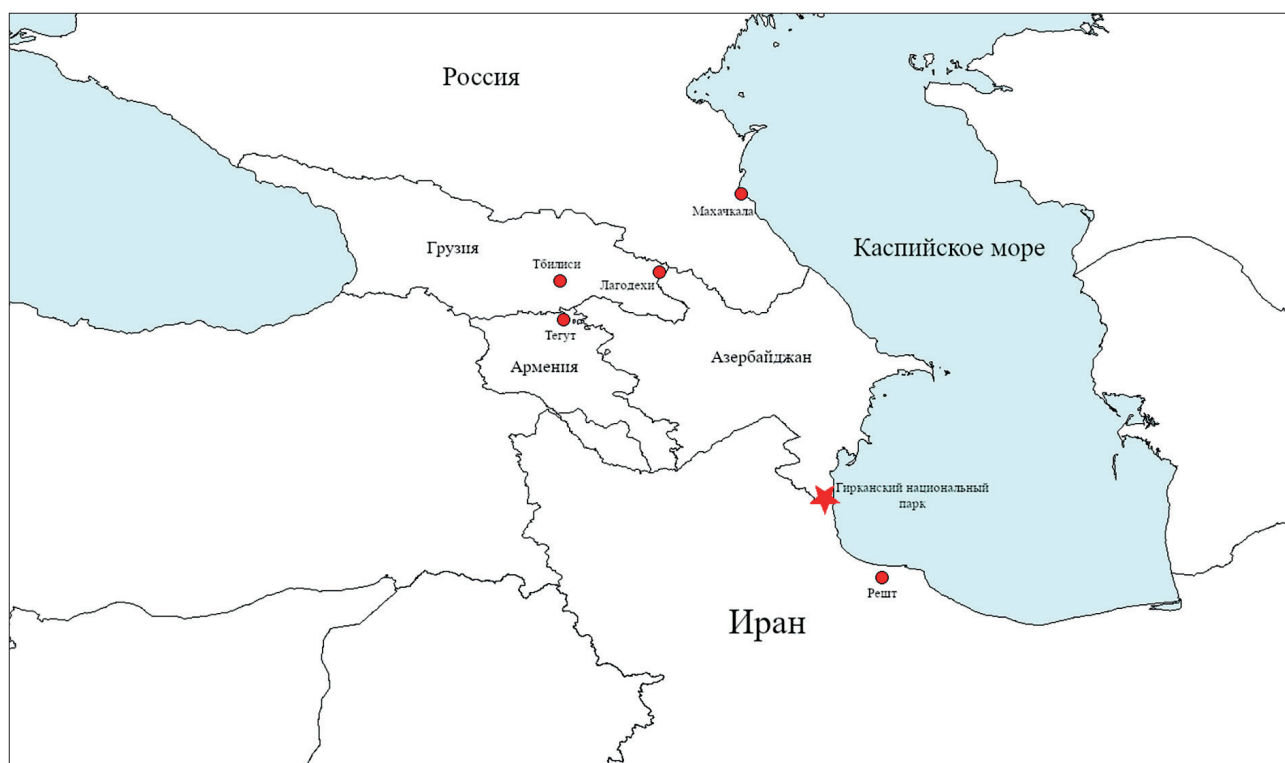 Россия
Махачкала
Грузия
Каспийское море
Тбилиси
Лагодехи
Тегут
Армения
Азербайджан
Гирканский национальный
парк
Решт
Иран